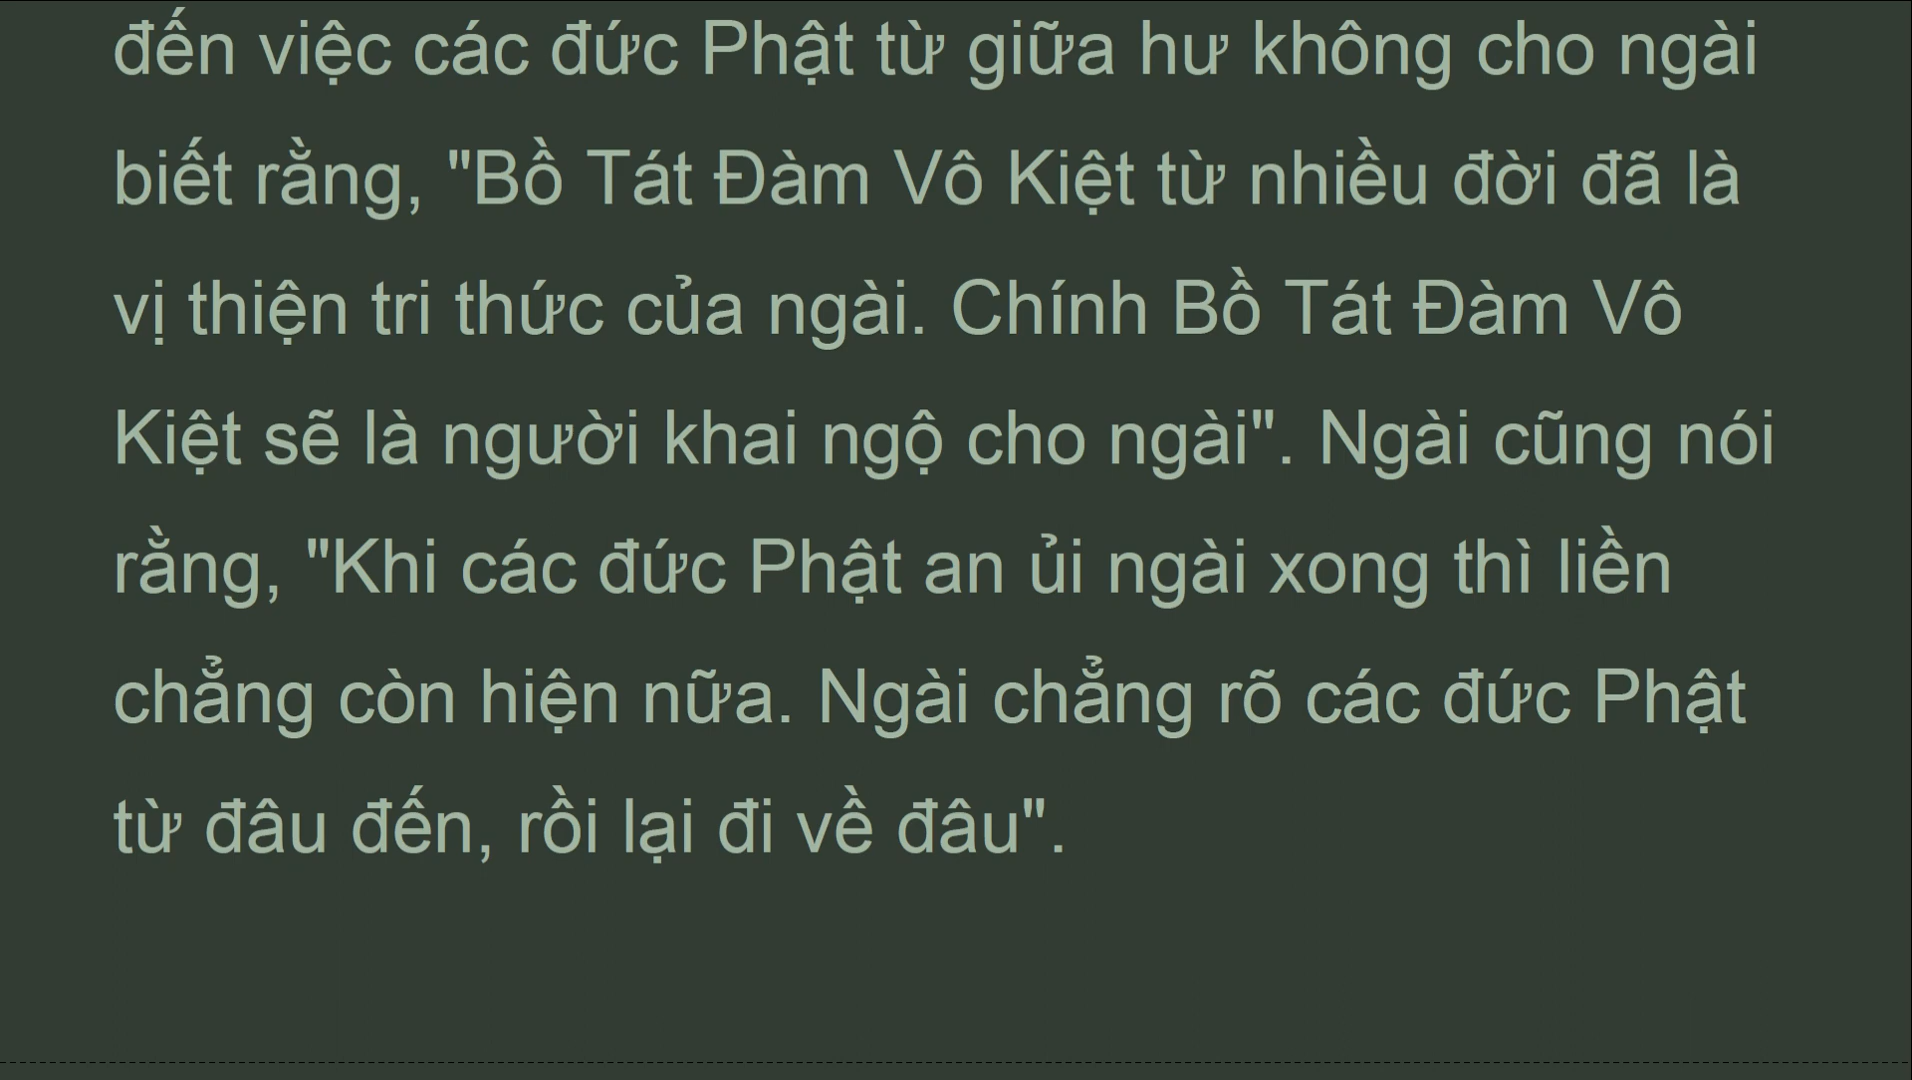 đến việc các đức Phật từ giữa hư không cho ngài
biết rằng, "Bồ Tát Đàm Vô Kiệt từ nhiều đời đã là
vị thiện tri thức của ngài. Chính Bồ Tát Đàm Vô
Kiệt sẽ là người khai ngộ cho ngài". Ngài cũng nói
rằng, "Khi các đức Phật an ủi ngài xong thì liền
chẳng còn hiện nữa. Ngài chẳng rõ các đức Phật
từ đâu đến, rồi lại đi về đâu".